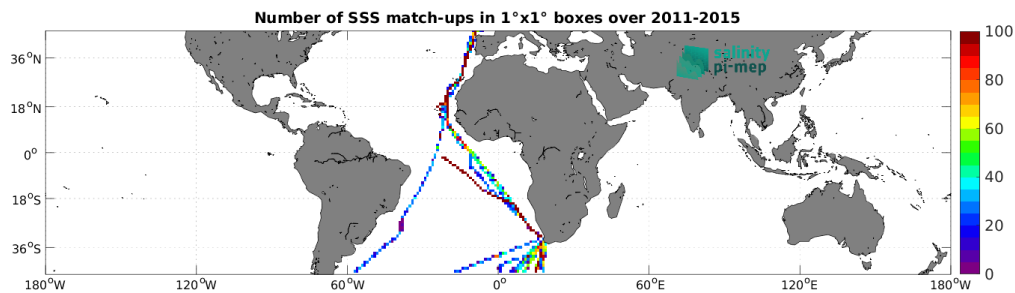 Number of SSS match-ups in 1°x1° boxes over 2011-2015
salinity
pi-mep
36°N
18°N
0°
18°S
36°S
180°W
120°W
60°W
0°
60°E
120°E
180°W
100
80
60
40
20
0